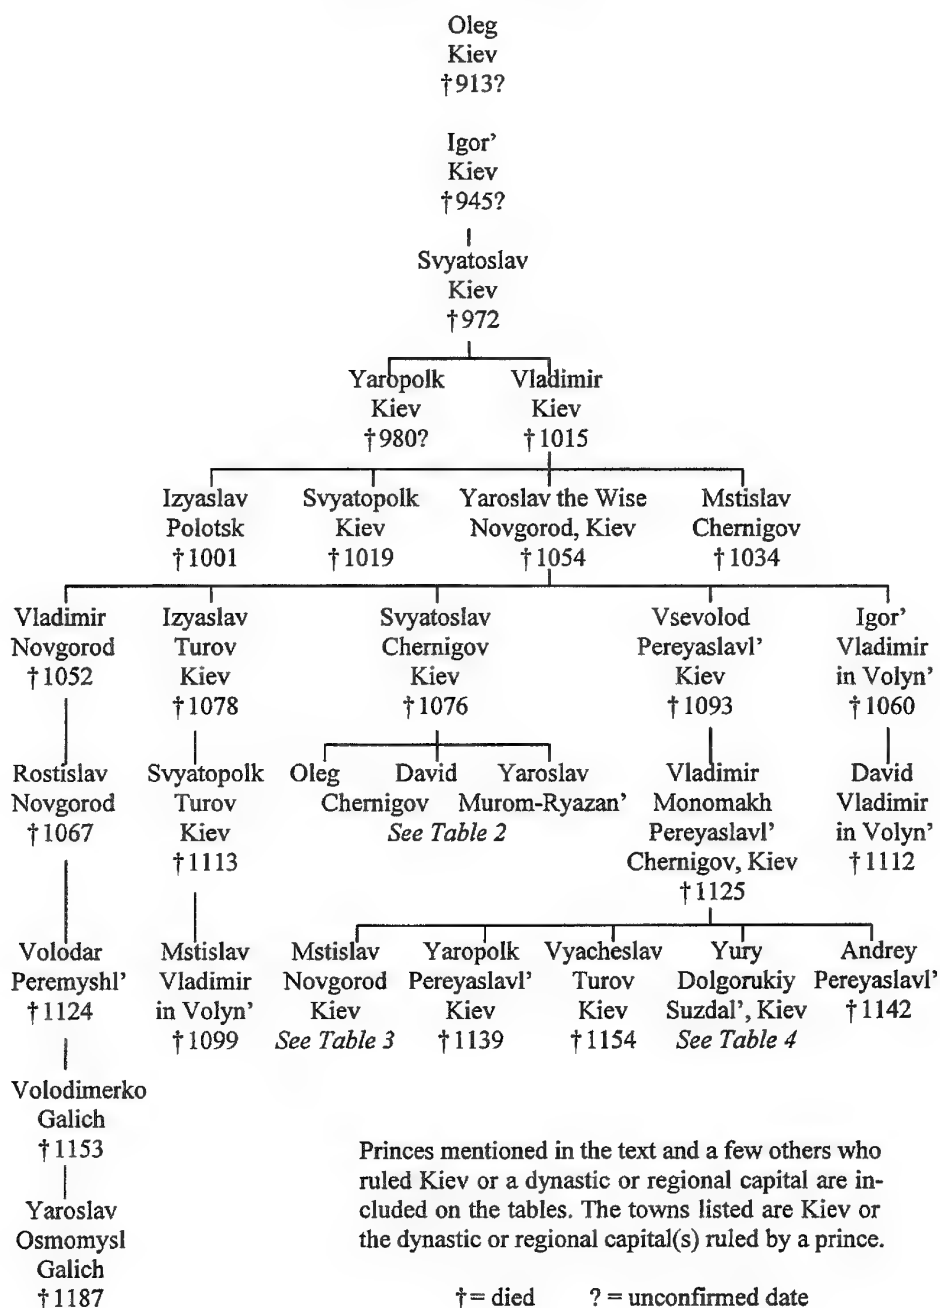 Oleg
Kiev
†913?
Igor’
Kiev
†945?
Svyatoslav
Kiev
†972
Yaropolk Vladimir
Kiev Kiev
†980? †1015
Izyaslav Svyatopolk Yaroslav the Wise Mstislav
Polotsk Kiev Novgorod, Kiev Chernigov
†1001 †1019 †1054 †1034
Vladimir Izyaslav Svyatoslav Vsevolod Igor’
Novgorod Turov Chernigov Pereyaslavl’ Vladimir
†1052 Kiev Kiev Kiev in Volyn’
†1078 †1076 †1093 †1060
Rostislav Svyatopolk Oleg David Yaroslav Vladimir David
Novgorod Turov Chernigov Murom-Ryazan’ Monomakh Vladimir
†1067 Kiev See Table 2 Pereyaslavl’ in Volyn’
†1113 Chernigov, Kiev †1112
†1125
Volodar Mstislav Mstislav Yaropolk Vyacheslav Yury Andrey
Peremyshl’ Vladimir Novgorod Pereyaslavl’ Turov Dolgorukiy Pereyaslavl’
†1124 in Volyn’ Kiev Kiev Kiev Suzdal’, Kiev †1142
†1099 See Table 3 †1139 †1154 See Table 4
Volodimerko
Galich
†1153
Yaroslav
Osmomysl
Galich
†1187
Princes mentioned in the text and a few others who
ruled Kiev or a dynastic or regional capital are in-
cluded on the tables. The towns listed are Kiev or
the dynastic or regional capital(s) ruled by a prince.
†= died ? = unconfirmed date